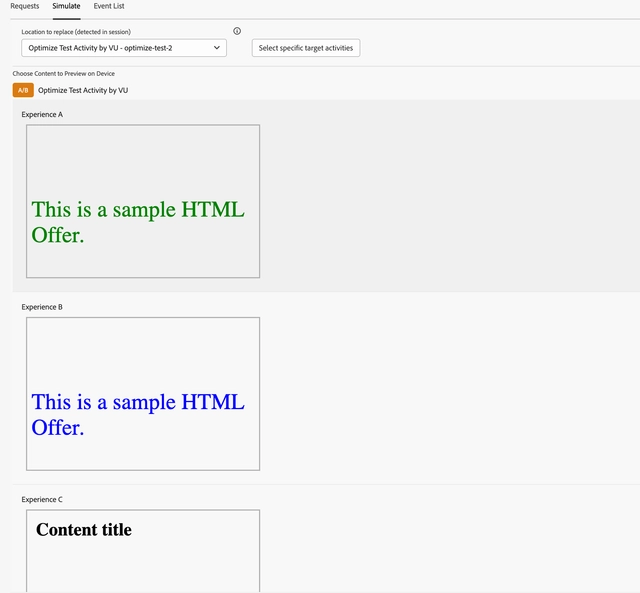 Requests Simulate Event List
Location to replace (detected in session)
Optimize Test Activity by VU - optimize-test-2
Select specific target activities
Choose Content to Preview on Device
A/B Optimize Test Activity by VU
Experience A
This is a sample HTML
Offer.
Experience B
This is a sample HTML
Offer.
Experience C
Content title